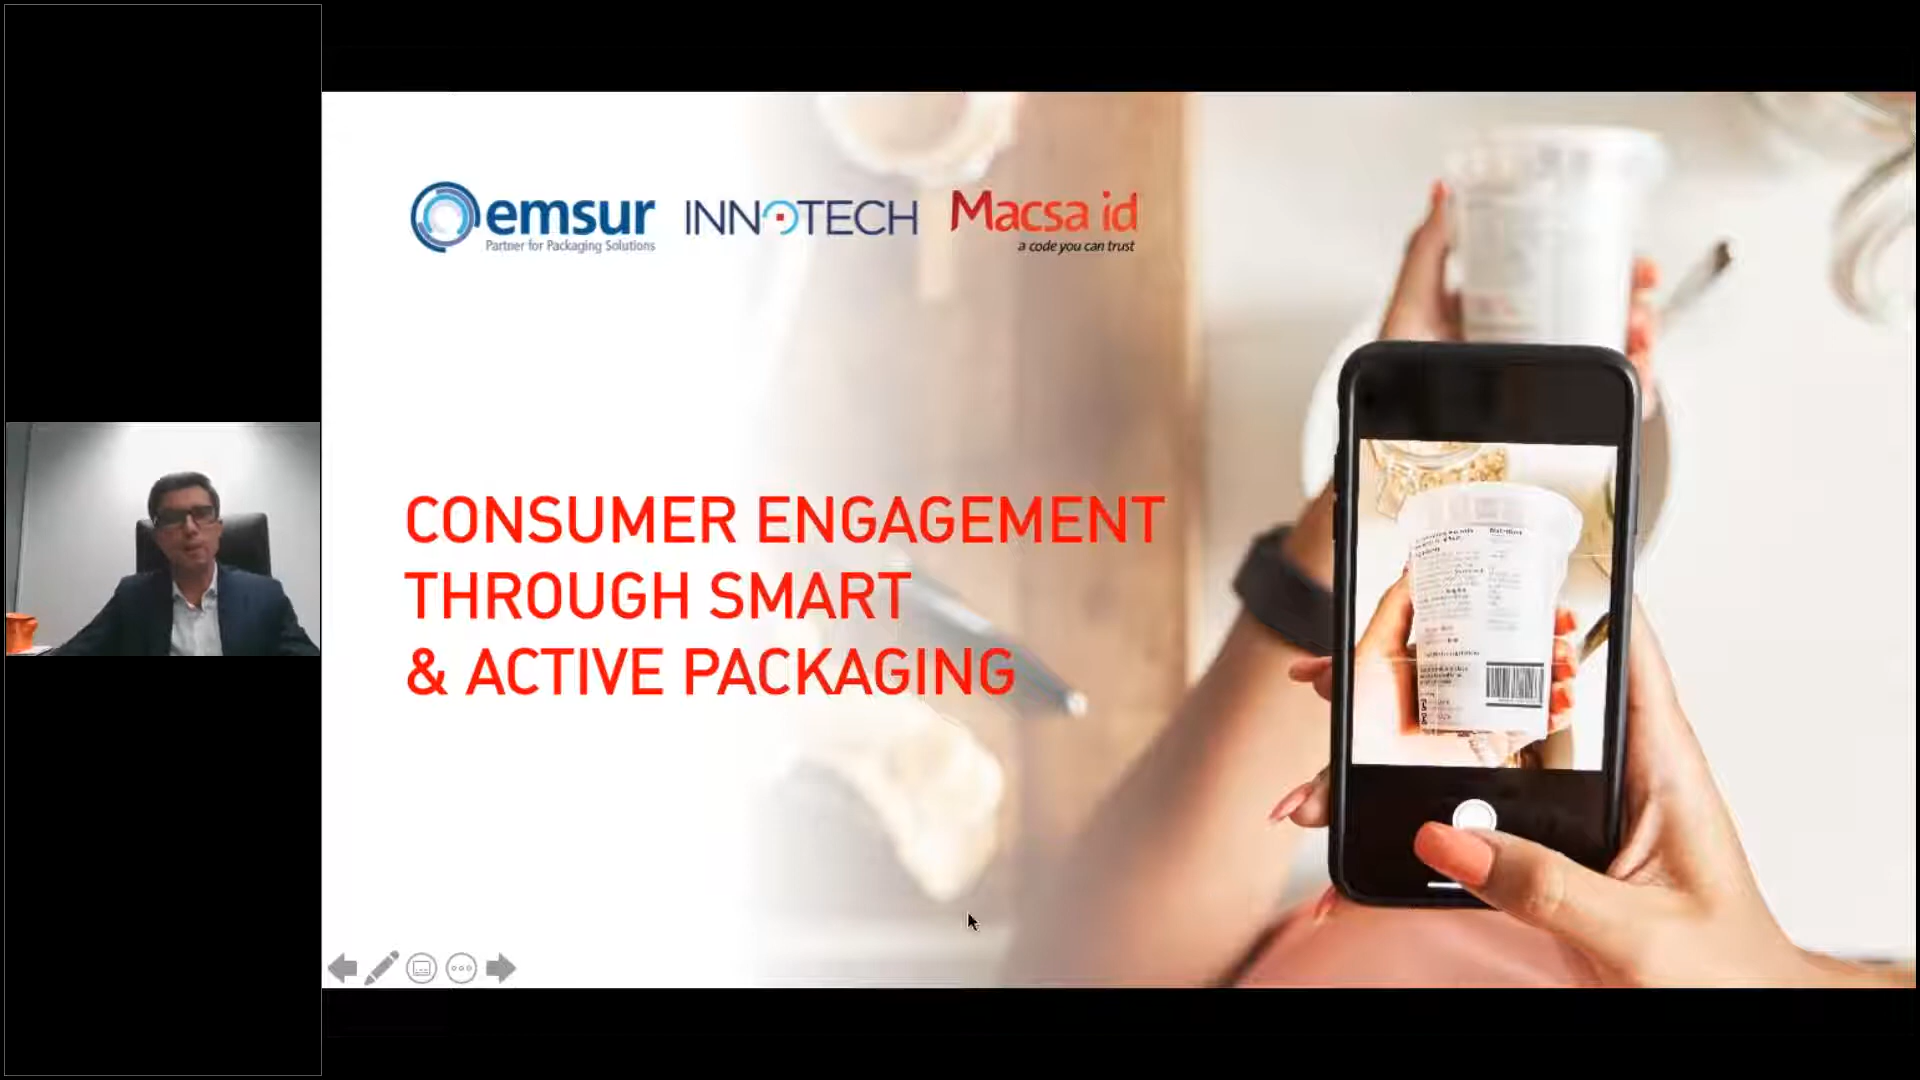 emsur
Partner for Packaging Solutions
INNOTECH
Macsa id
a code you can trust
CONSUMER ENGAGEMENT
THROUGH SMART
& ACTIVE PACKAGING